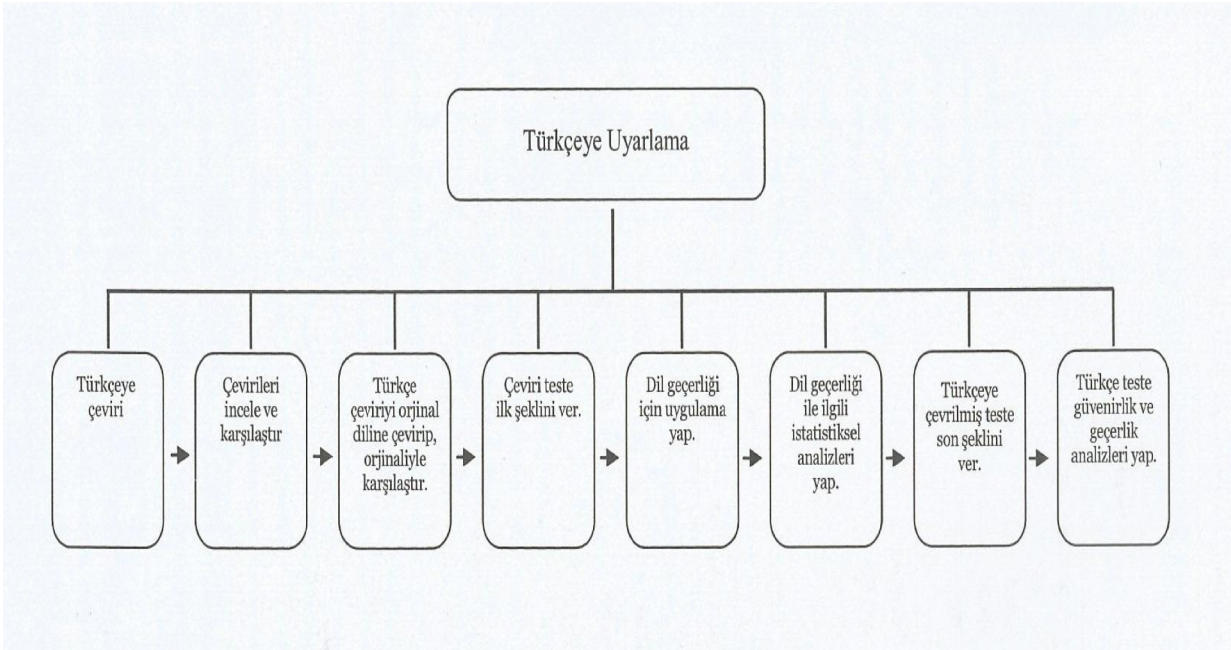 Türkçeye Uyarlama
Türkçeye
çeviri
Çevirileri
incele ve
karşılaştır
Türkçe
çeviriyi orjinal
diline çevirip,
orjinaliyle
karşılaştır.
Çeviri teste
ilk şeklini ver.
Dil geçerliği
için uygulama
yap.
Dil geçerliği
ile ilgili
istatistiksel
analizleri
yap.
Türkçeye
çevrilmiş teste
son şeklini
ver.
Türkçe teste
güvenirlik ve
geçerlik
analizleri yap.